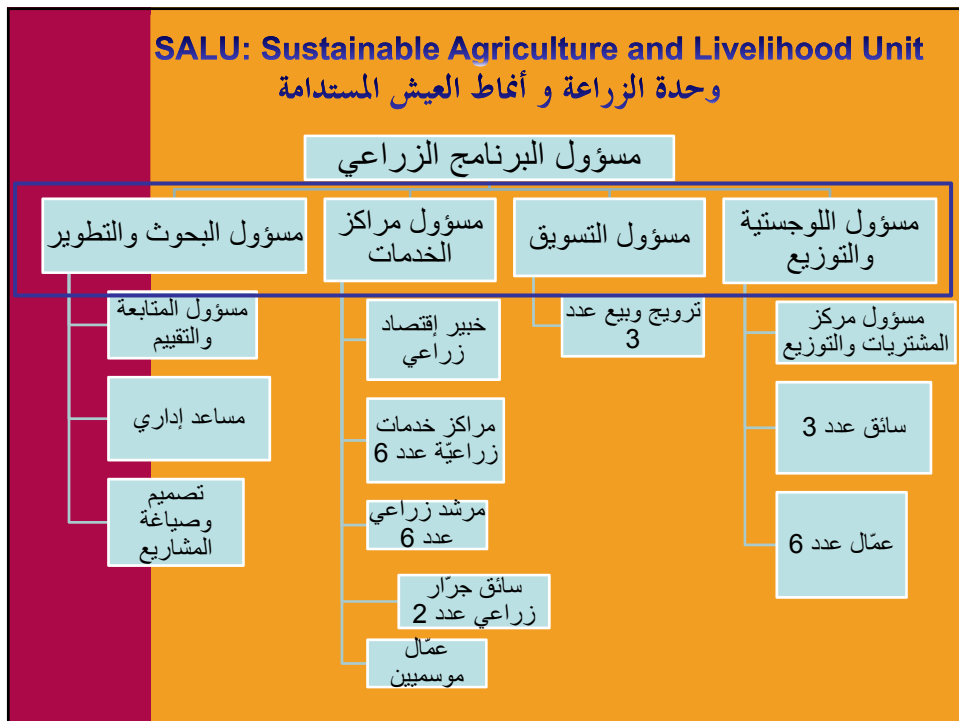 SALU: Sustainable Agriculture and Livelihood Unit
وحدة الزراعة و أنماط العيش المستدامة
مسؤول البرنامج الزراعي
مسؤول اللوجستية
والتوزيع
مسؤول التسويق
مسؤول مراكز
الخدمات
مسؤول البحوث والتطوير
مسؤول مركز
المشتريات والتوزيع
سائق عدد 3
عمّال عدد 6
ترويج وبيع عدد
3
خبير إقتصاد
زراعي
مراكز خدمات
زراعيّة عدد 6
مرشد زراعي
عدد 6
سائق جرّار
زراعي عدد 2
عمّال
موسميين
مسؤول المتابعة
والتقييم
مساعد إداري
تصميم
وصياغة
المشاريع